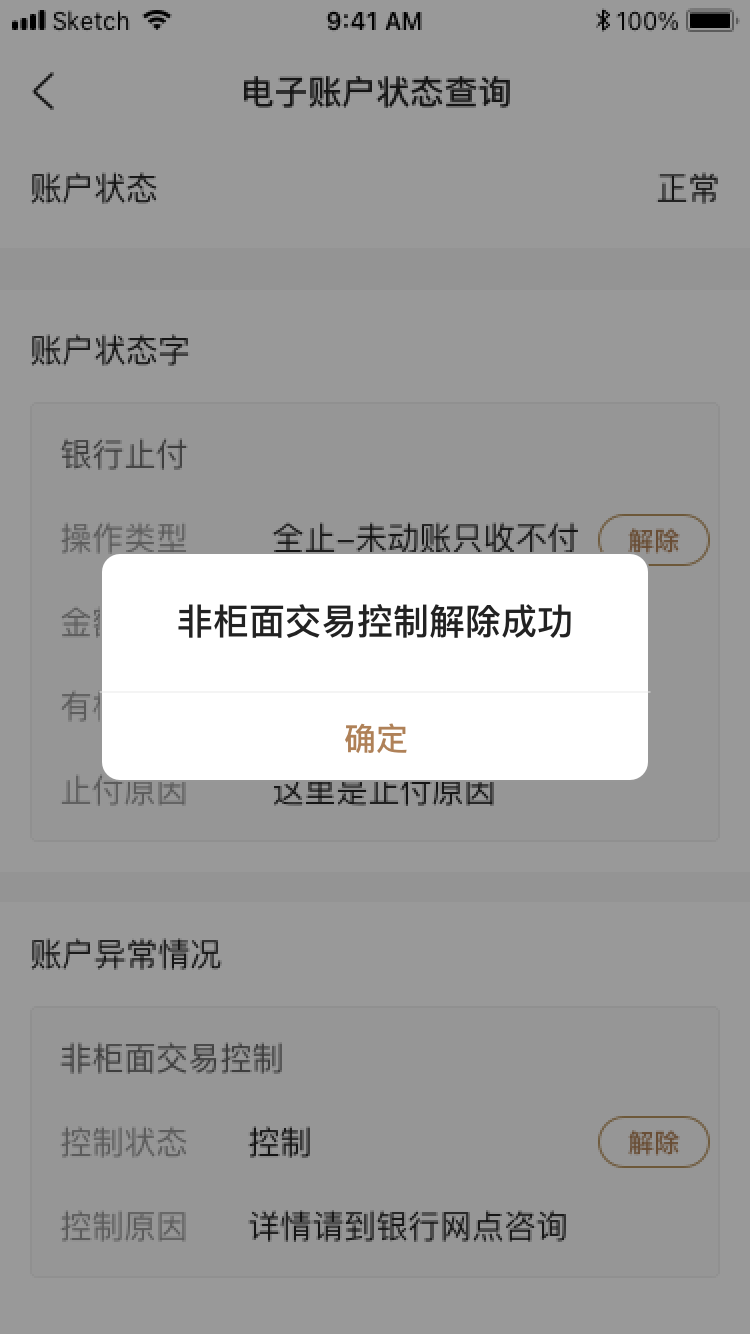 Sketch 9:41 AM 100%
电子账户状态查询
账户状态 正常
账户状态字
银行止付
操作类型 全止-未动账只收不付 解除
非柜面交易控制解除成功
金
有
确定
止付原因 这里是止付原因
账户异常情况
非柜面交易控制
控制状态 控制 解除
控制原因 详情请到银行网点咨询